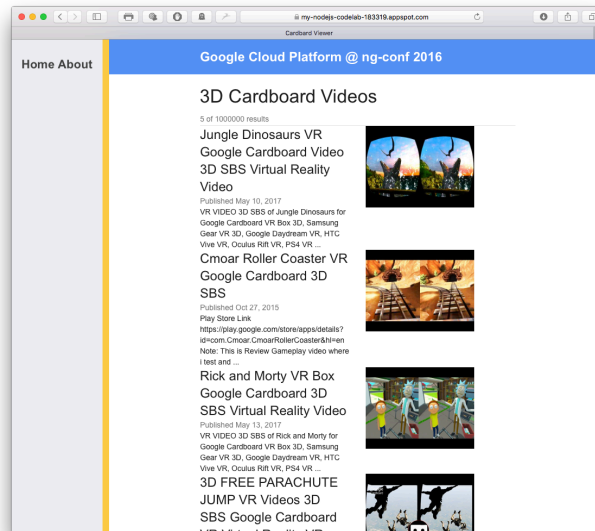 my-nodejs-codelab-183319.appspot.com
Cardbard Viewer
Home About
Google Cloud Platform @ ng-conf 2016
3D Cardboard Videos
5 of 1000000 results
Jungle Dinosaurs VR
Google Cardboard Video
3D SBS Virtual Reality
Video
Published May 10, 2017
VR VIDEO 3D SBS of Jungle Dinosaurs for
Google Cardboard VR Box 3D, Samsung
Gear VR 3D, Google Daydream VR, HTC
Vive VR, Oculus Rift VR, PS4 VR ...
Cmoar Roller Coaster VR
Google Cardboard 3D
SBS
Published Oct 27, 2015
Play Store Link
https://play.google.com/store/apps/details?
id=com.Cmoar.CmoarRollerCoaster&hl=en
Note: This is Review Gameplay video where
i test and ...
Rick and Morty VR Box
Google Cardboard 3D
SBS Virtual Reality Video
Published May 13, 2017
VR VIDEO 3D SBS of Rick and Morty for
Google Cardboard VR Box 3D, Samsung
Gear VR 3D, Google Daydream VR, HTC
Vive VR, Oculus Rift VR, PS4 VR ...
3D FREE PARACHUTE
JUMP VR Videos 3D
SBS Google Cardboard
VR Virtual Reality VR